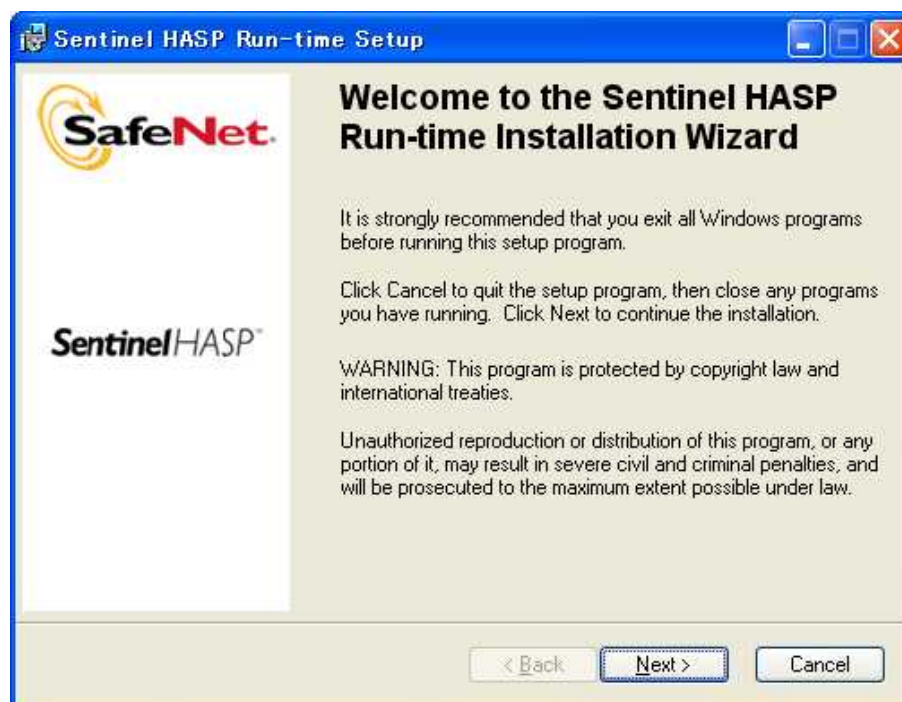 Sentinel HASP Run-time Setup
SafeNet.
Sentinel HASP™
Welcome to the Sentinel HASP
Run-time Installation Wizard
It is strongly recommended that you exit all Windows programs
before running this setup program.
Click Cancel to quit the setup program, then close any programs
you have running. Click Next to continue the installation.
WARNING: This program is protected by copyright law and
international treaties.
Unauthorized reproduction or distribution of this program, or any
portion of it, may result in severe civil and criminal penalties, and
will be prosecuted to the maximum extent possible under law.
< Back
Next >
Cancel